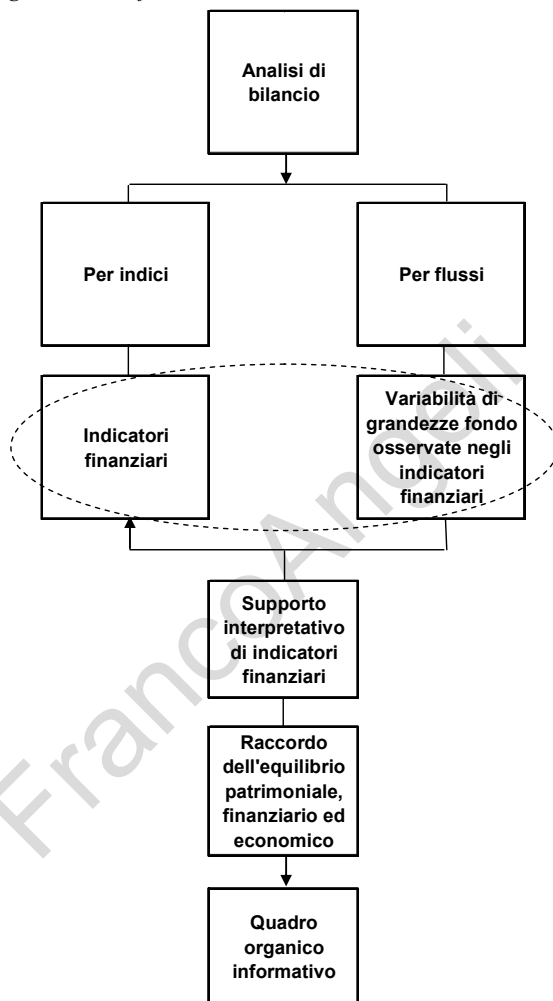 Analisi di
bilancio
Per indici
Per flussi
Indicatori
finanziari
Variabilità di
grandezze fondo
osservate negli
indicatori
finanziari
Supporto
interpretativo
di indicatori
finanziari
Raccordo
dell'equilibrio
patrimoniale,
finanziario ed
economico
Quadro
organico
informativo
FrancoAngeli